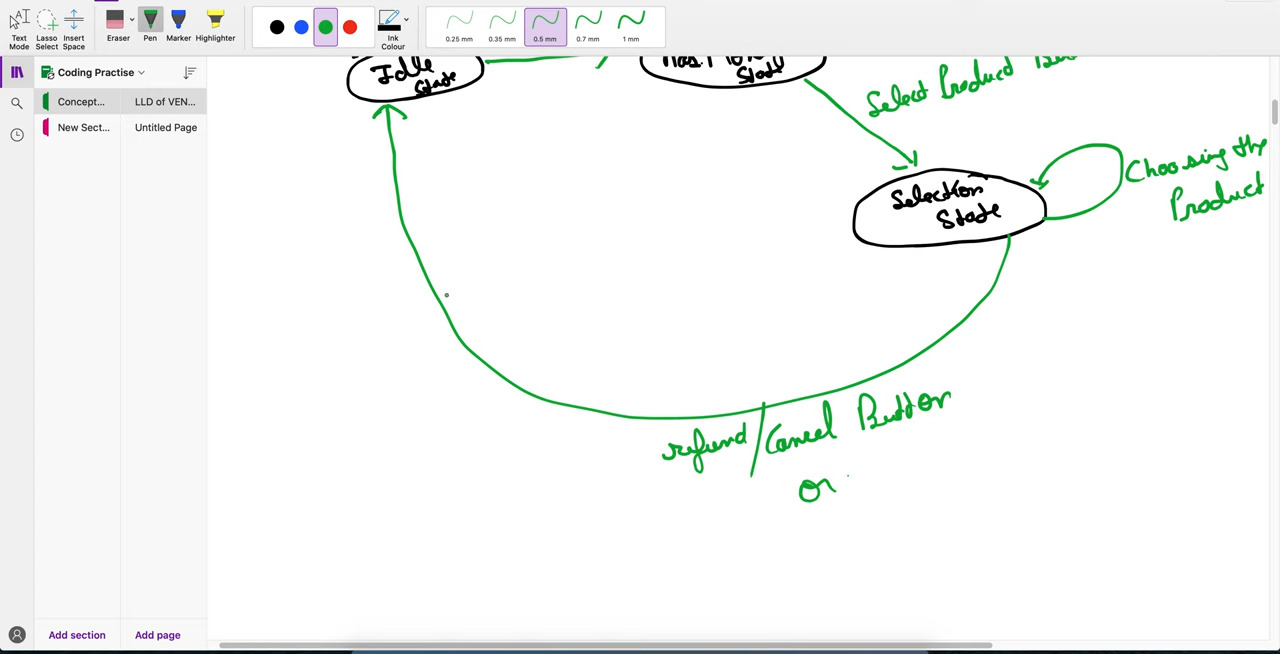 Text Mode
Lasso Select
Insert Space
Eraser
Pen
Marker
Highlighter
Ink Colour
0.25 mm
0.35 mm
0.5 mm
0.7 mm
1 mm
Coding Practise
Concept...
LLD of VEN...
New Sect...
Untitled Page
Idle
State
State
Select Product
Selection
State
Choosing the
Product
refund/Cancel Button
or
Add section
Add page